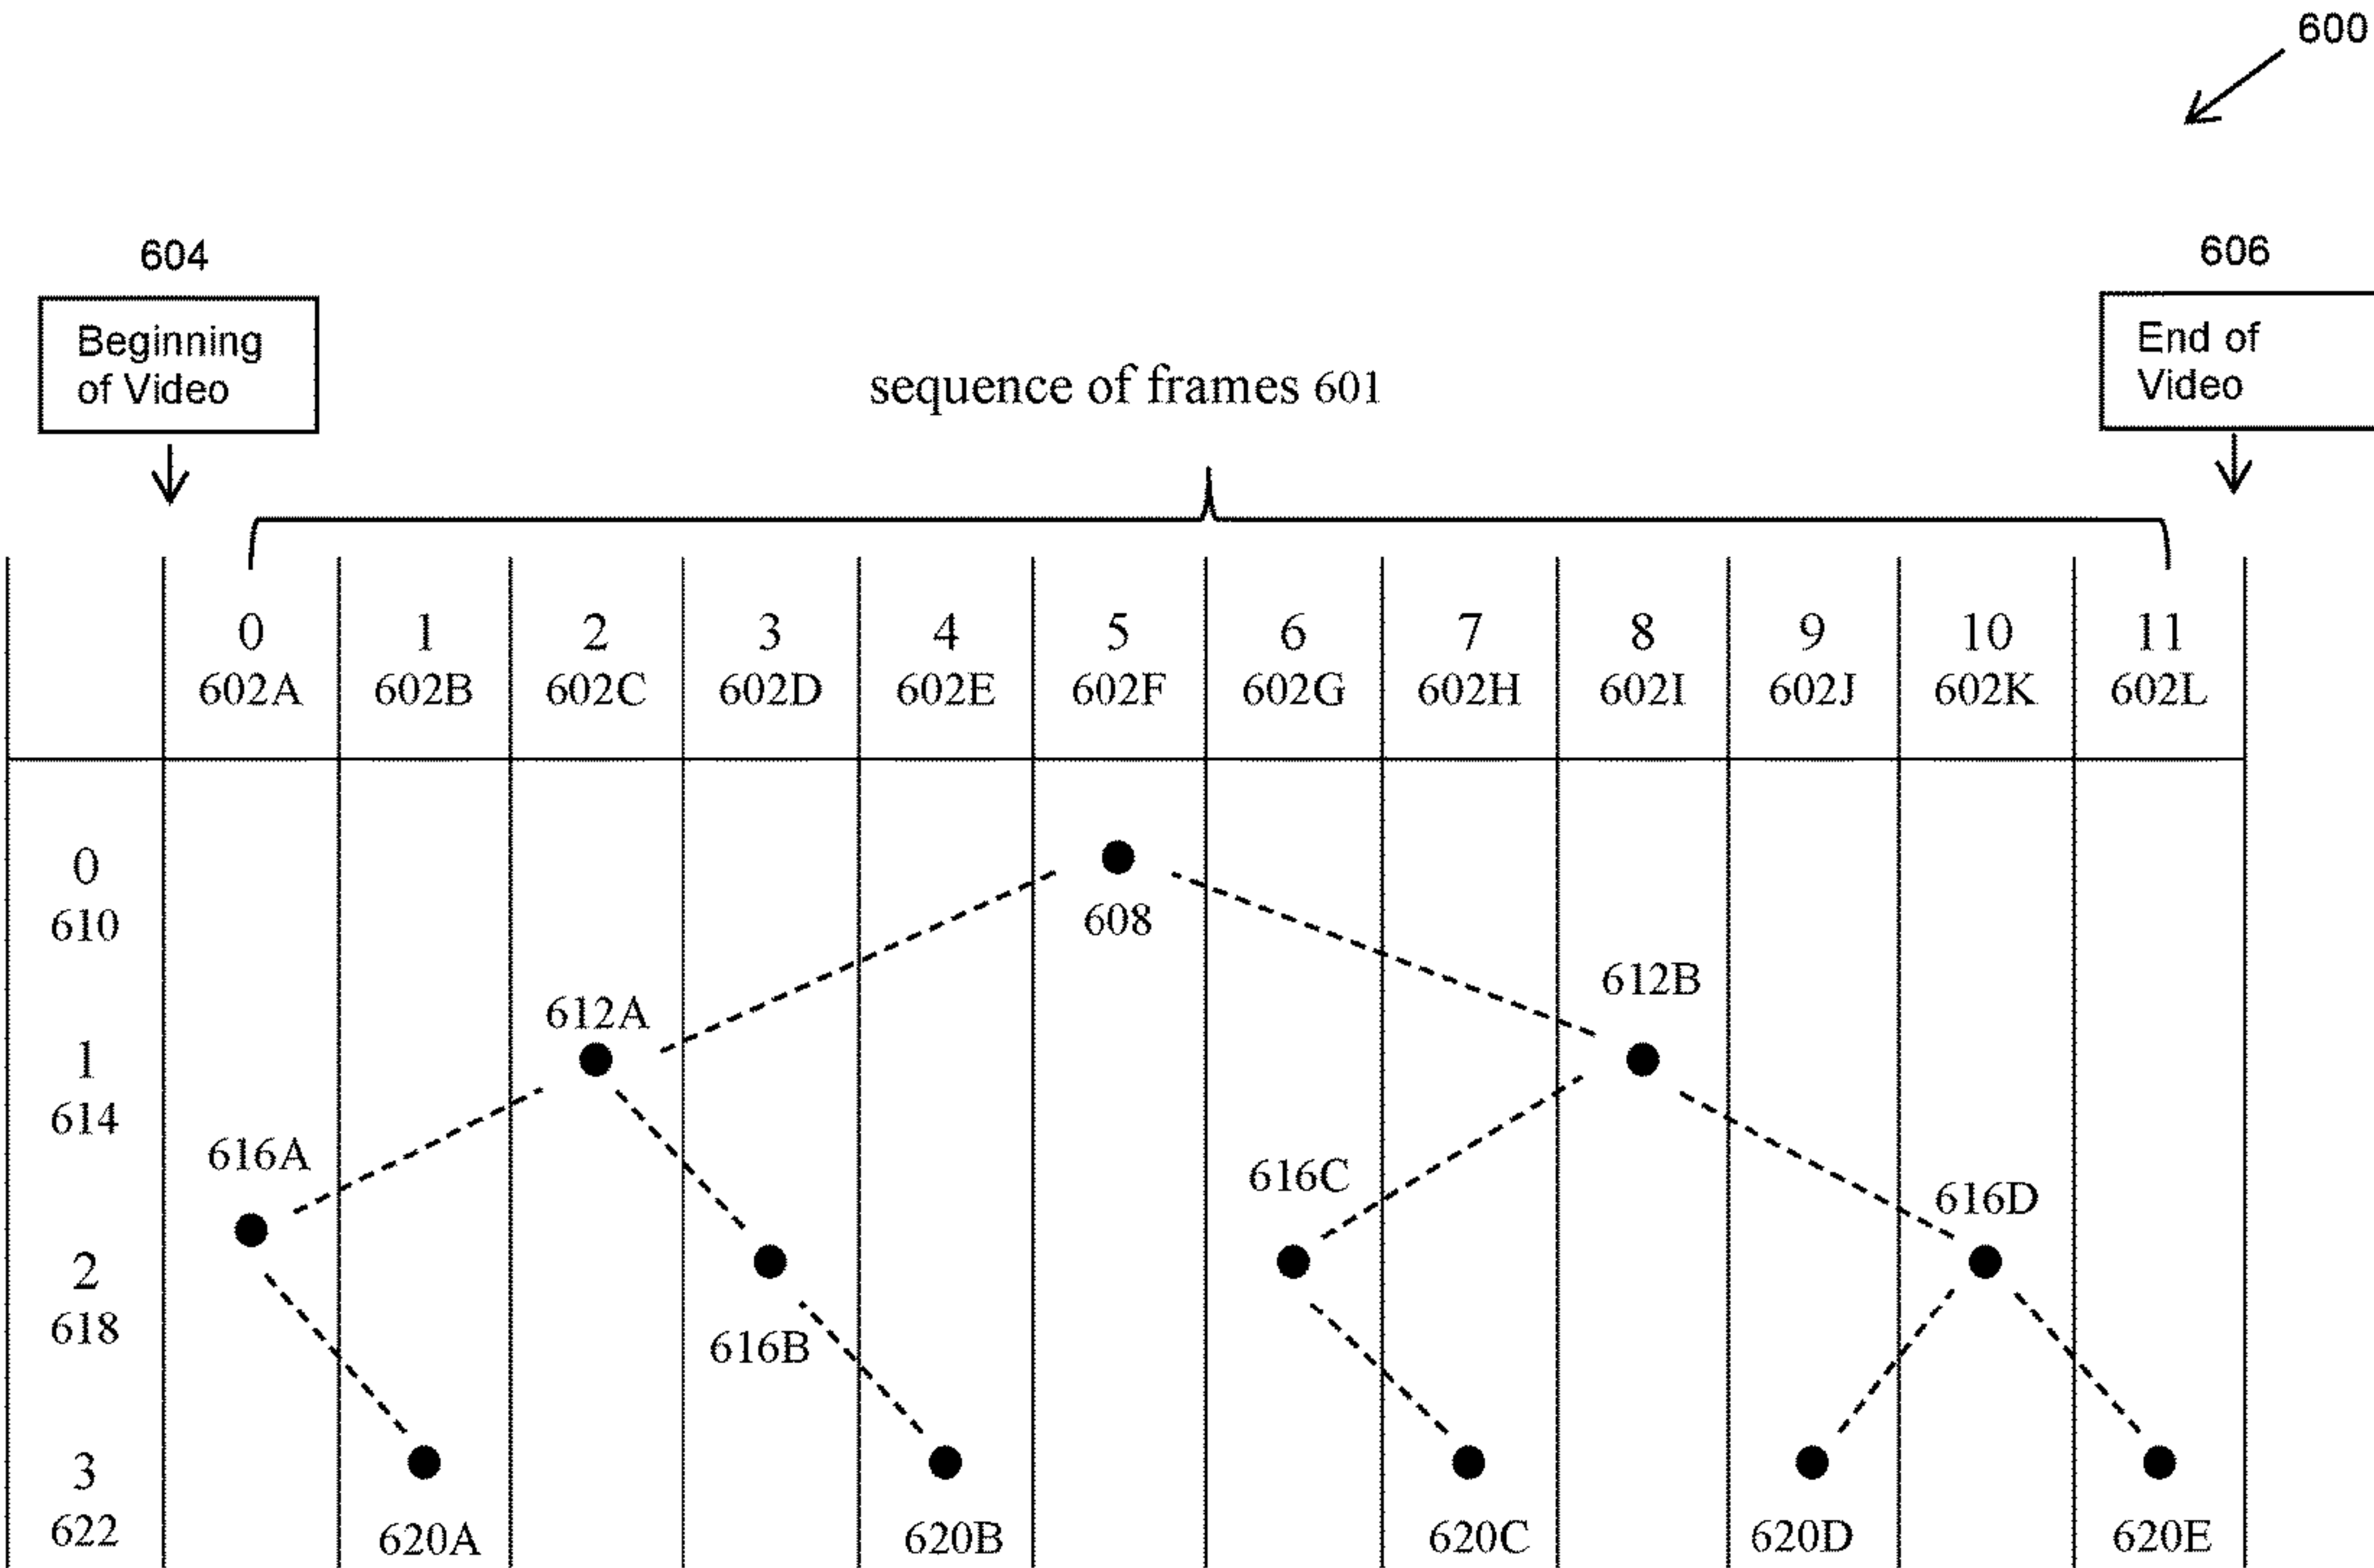 600
604
606
Beginning
of Video
End of
Video
sequence of frames 601
0 1 2 3 4 5 6 7 8 9 10 11
602A 602B 602C 602D 602E 602F 602G 602H 602I 602J 602K 602L
0
610
608
612B
612A
1
614
616A
616C
616D
2
618
616B
3
622
620A 620B 620C 620D 620E